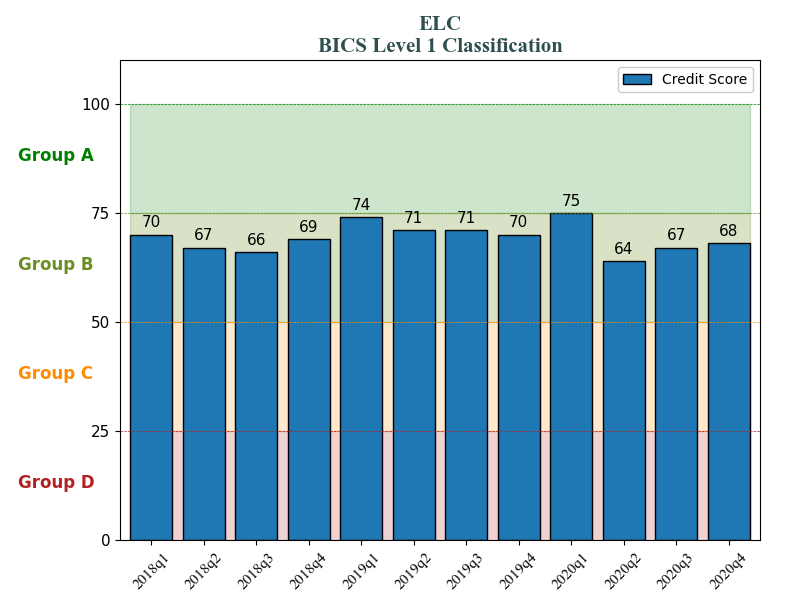 ELC
BICS Level 1 Classification
Credit Score
100
Group A
75
70
67
66
69
74
71
71
70
75
64
67
68
Group B
50
Group C
25
Group D
0
2018q1
2018q2
2018q3
2018q4
2019q1
2019q2
2019q3
2019q4
2020q1
2020q2
2020q3
2020q4